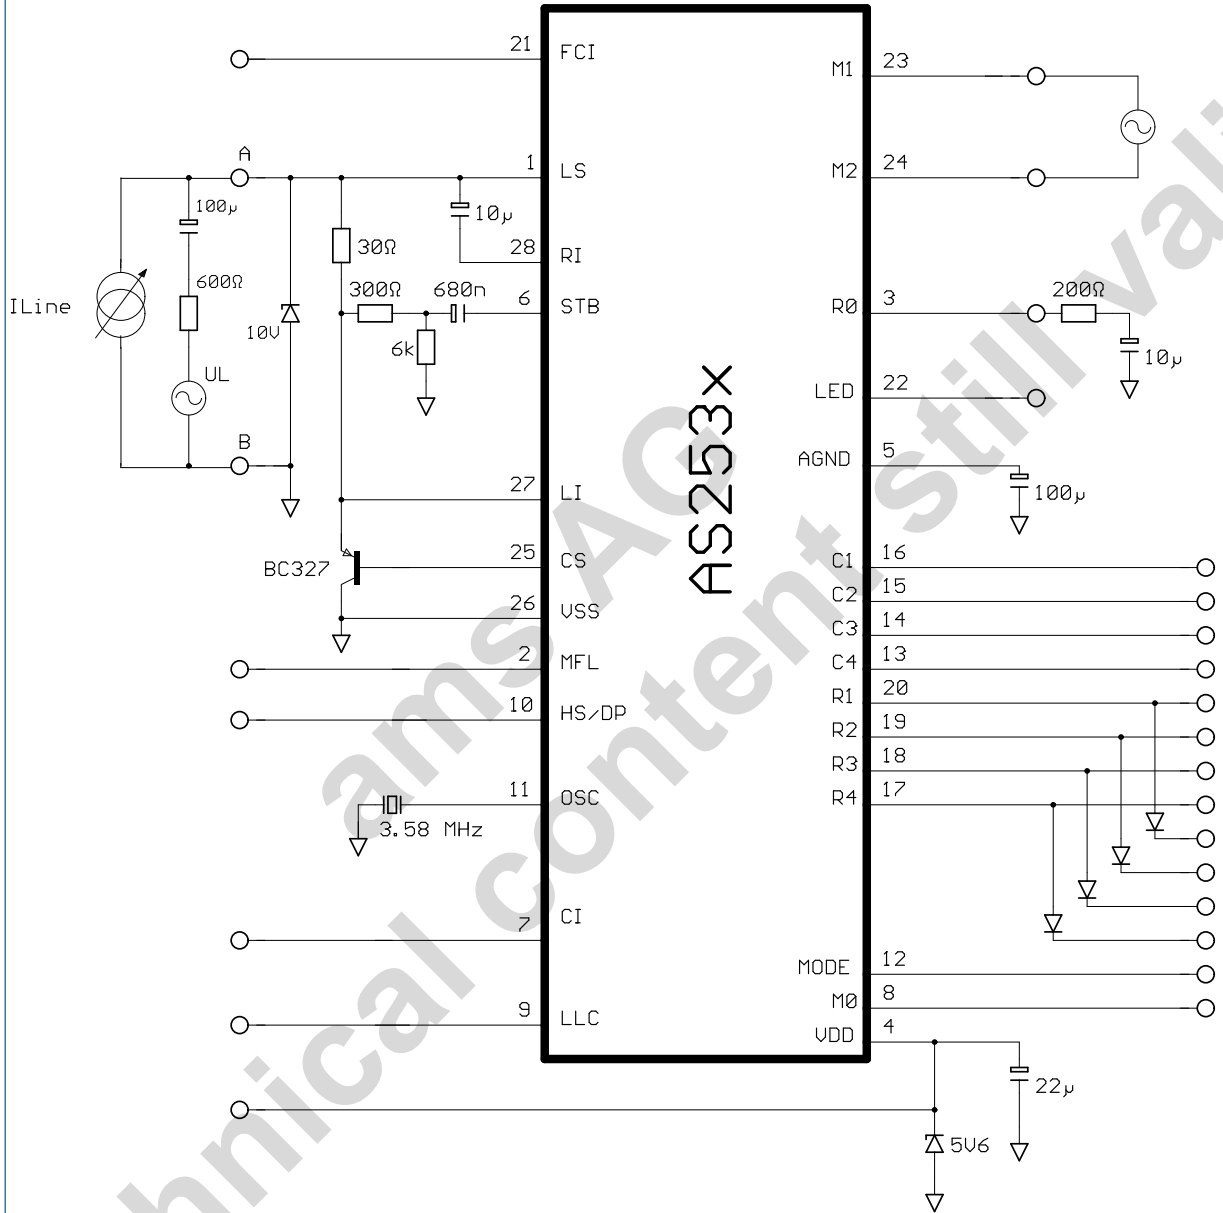 21
FCI
M1
23
A
1
LS
M2
24
100μ
10μ
30Ω
28
RI
600Ω
300Ω
680n
6
STB
R0
3
200Ω
ILine
10V
6k
10μ
UL
LED
22
B
AGND
5
27
LI
100μ
AS253x
25
CS
C1
16
BC327
C2
15
26
VSS
C3
14
2
MFL
C4
13
R1
20
10
HS/DP
R2
19
R3
18
11
OSC
R4
17
3.58 MHz
7
CI
MODE
12
M0
8
9
LLC
VDD
4
22μ
5V6
ams AG
hnical content still vali